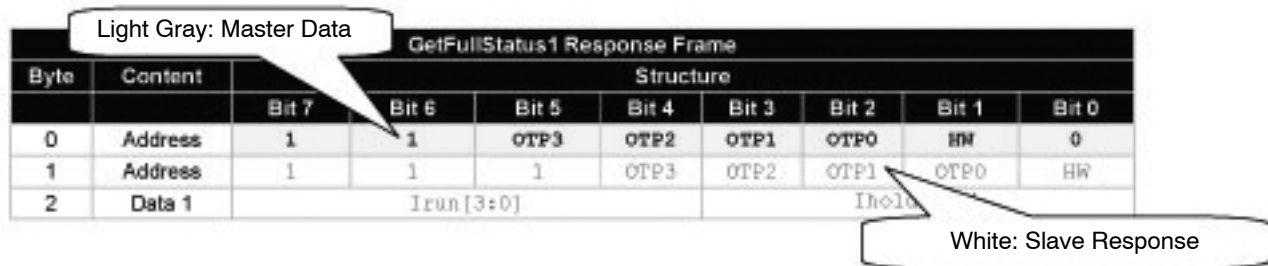 Light Gray: Master Data
GetFullStatus1 Response Frame
Byte Content Structure
Bit 7 Bit 6 Bit 5 Bit 4 Bit 3 Bit 2 Bit 1 Bit 0
0 Address 1 1 OTP3 OTP2 OTP1 OTP0 HW 0
1 Address 1 1 1 OTP3 OTP2 OTP1 OTP0 HW
2 Data 1 Irun[3:0]
White: Slave Response